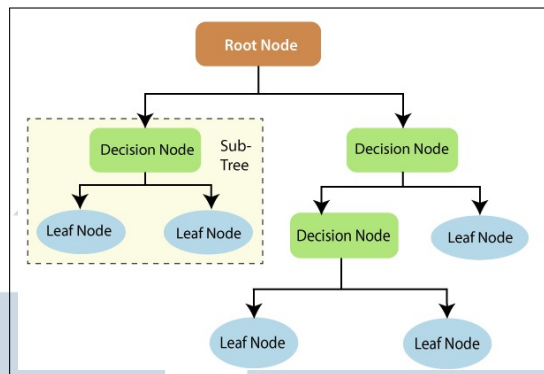 Root Node
Decision Node
Sub-
Tree
Decision Node
Leaf Node
Leaf Node
Decision Node
Leaf Node
Leaf Node
Leaf Node